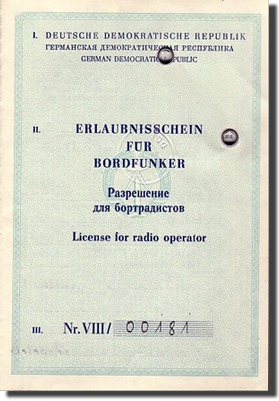 I. DEUTSCHE DEMOKRATISCHE REPUBLIK
ГЕРМАНСКАЯ ДЕМОКРАТИЧЕСКАЯ РЕСПУБЛИКА
GERMAN DEMOCRATIC REPUBLIC
II. ERLAUBNISSCHEIN
FÜR
BORDFUNKER
Разрешение
для бортрадистов
License for radio operator
III. Nr. VIII/ 00181